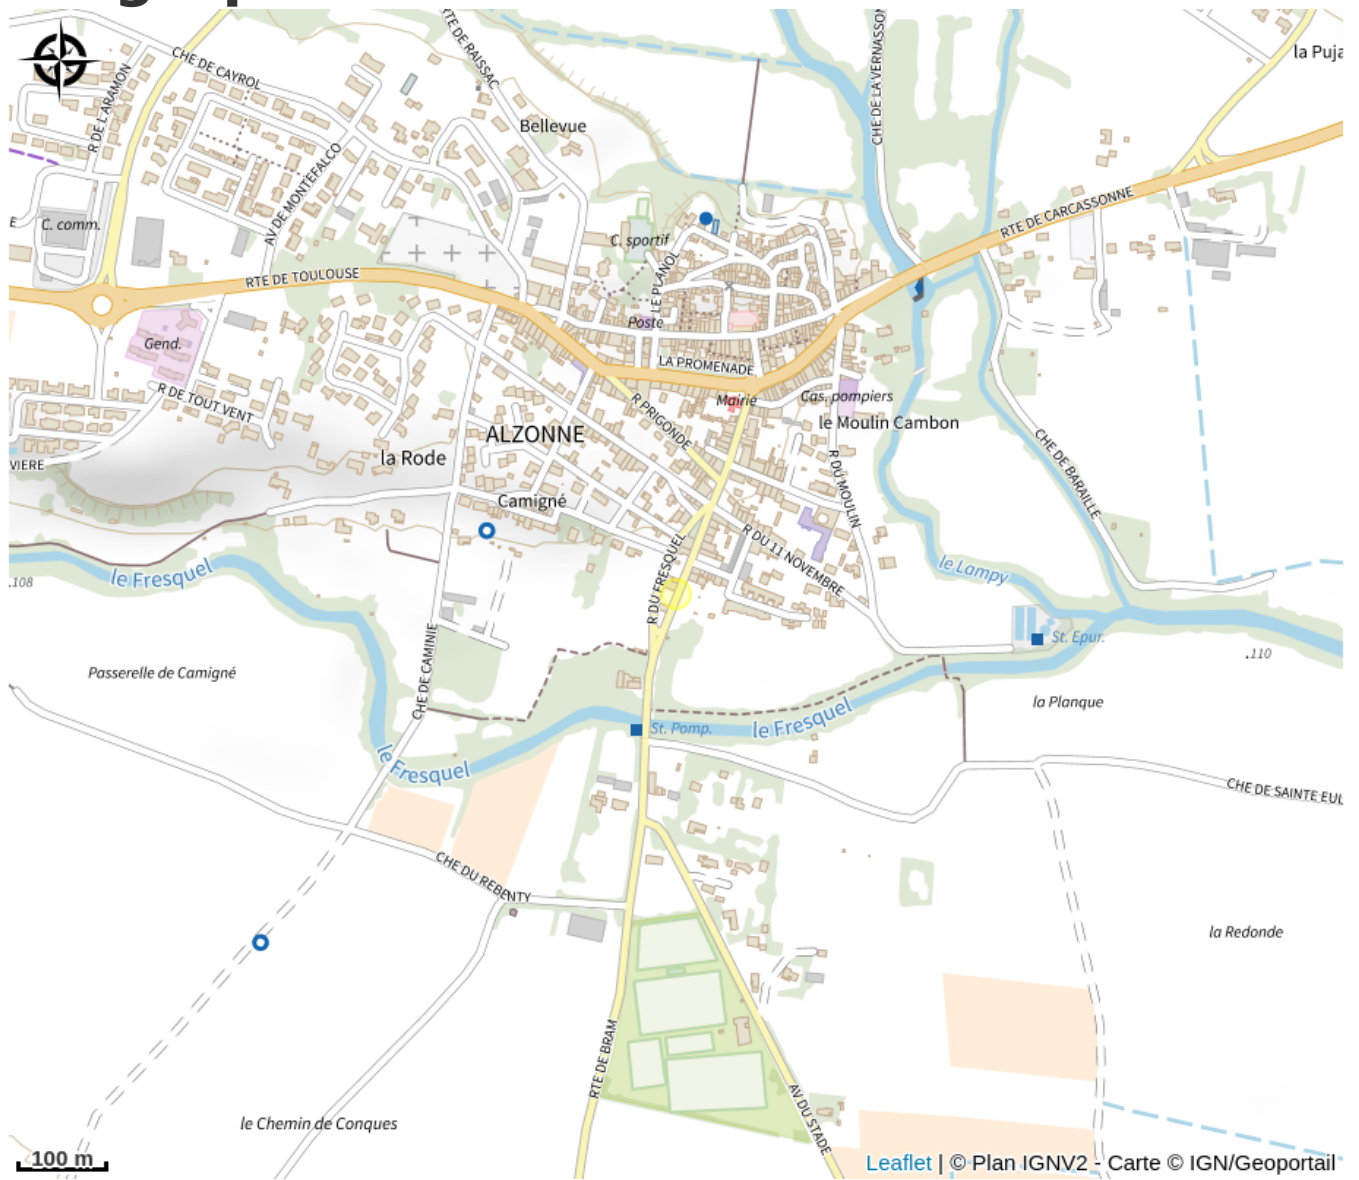 RTE DE RAISSAC
CHE DE LA VERNASSON
la Puja
CHE DE CAYROL
R DE L'ARAMON
Bellevue
AV DE MONTEFALCO
RTE DE CARCASSONNE
E
C. comm.
C. sportif
LE PLANOL
RTE DE TOULOUSE
Poste
Gend.
LA PROMENADE
R DE TOUT VENT
R PRIGONDE
Mairie
Cas. pompiers
le Moulin Cambon
ALZONNE
la Rode
VIERE
CHE DE BARAILLE
R DU MOULIN
Camigné
R DU 11 NOVEMBRE
R DU FRESQUEL
le Fresquel
.108
le Lampy
St. Epur.
.110
Passerelle de Camigné
CHE DE CAMINIE
la Planque
St. Pomp.
le Fresquel
le Fresquel
CHE DE SAINTE EUL
CHE DU REBENTY
la Redonde
RTE DE BRAM
AV DU STADE
le Chemin de Conques
100 m
Leaflet | © Plan IGNV2 - Carte © IGN/Geoportail